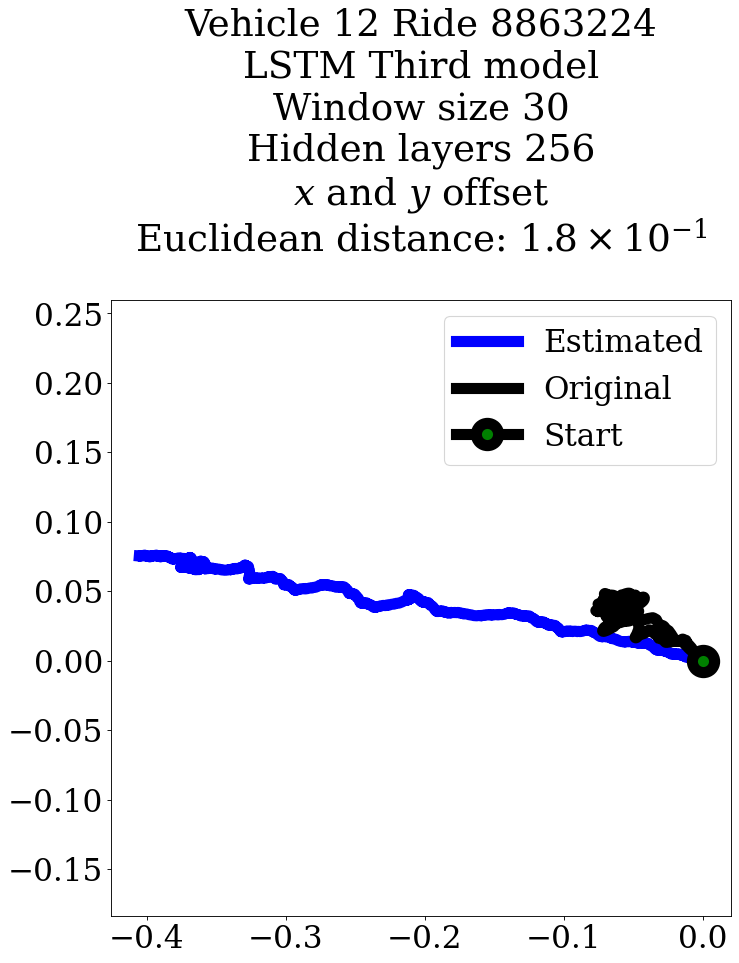 Vehicle 12 Ride 8863224
LSTM Third model
Window size 30
Hidden layers 256
x and y offset
Euclidean distance: 1.8 × 10⁻¹
Estimated
Original
Start
0.25
0.20
0.15
0.10
0.05
0.00
−0.05
−0.10
−0.15
−0.4 −0.3 −0.2 −0.1 0.0